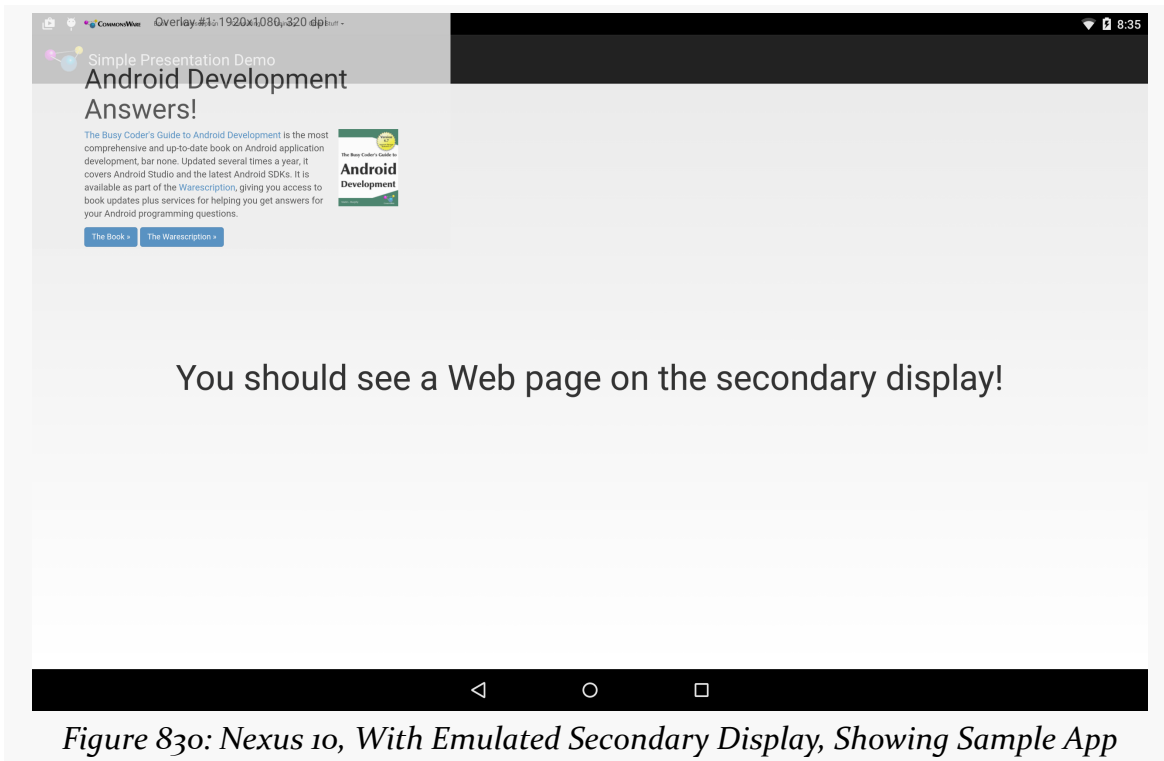 COMMONSWARE Overlay #1: 1920x1080, 320 dpi
8:35
Simple Presentation Demo
Android Development
Answers!
The Busy Coder's Guide to Android Development is the most
comprehensive and up-to-date book on Android application
development, bar none. Updated several times a year, it
covers Android Studio and the latest Android SDKs. It is
available as part of the Warescription, giving you access to
book updates plus services for helping you get answers for
your Android programming questions.
The Busy Coder's Guide to
Android
Development
The Book » The Warescription »
You should see a Web page on the secondary display!
Figure 830: Nexus 10, With Emulated Secondary Display, Showing Sample App